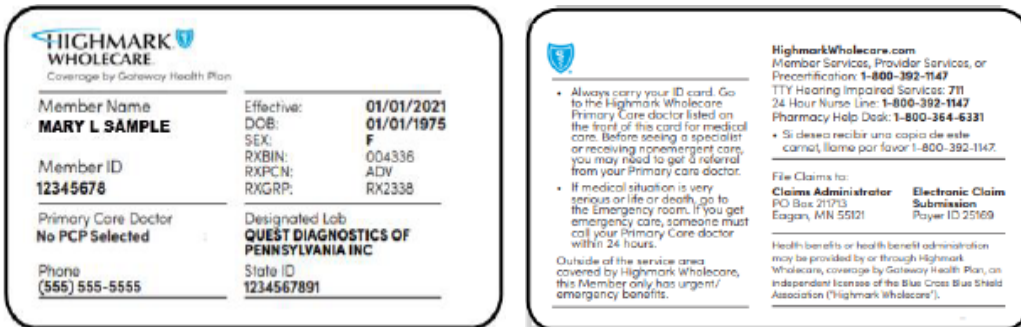 HIGHMARK
WHOLECARE
Coverage by Gateway Health Plan
Member Name
MARY L SAMPLE
Member ID
12345678
Effective: 01/01/2021
DOB: 01/01/1975
SEX: F
RXBIN: 004336
RXPCN: ADV
RXGRP: RX2338
Primary Care Doctor
No PCP Selected
Phone
(555) 555-5555
Designated Lab
QUEST DIAGNOSTICS OF
PENNSYLVANIA INC
State ID
1234567891
• Always carry your ID card. Go
to the Highmark Wholecare
Primary Care doctor listed on
the front of this card for medical
care. Before seeing a specialist
or receiving nonemergent care,
you may need to get a referral
from your Primary care doctor.
• If medical situation is very
serious or life or death, go to
the Emergency room. If you get
emergency care, someone must
call your Primary Care doctor
within 24 hours.
Outside of the service area
covered by Highmark Wholecare,
this Member only has urgent/
emergency benefits.
HighmarkWholecare.com
Member Services, Provider Services, or
Precertification: 1-800-392-1147
TTY Hearing Impaired Services: 711
24 Hour Nurse Line: 1-800-392-1147
Pharmacy Help Desk: 1-800-364-6331
• Si desea recibir una copia de este
carnet, llame por favor 1-800-392-1147.
File Claims to:
Claims Administrator
PO Box 211713
Eagan, MN 55121
Electronic Claim
Submission
Payer ID 25169
Health benefits or health benefit administration
may be provided by or through Highmark
Wholecare, coverage by Gateway Health Plan, an
independent licensee of the Blue Cross Blue Shield
Association ("Highmark Wholecare").